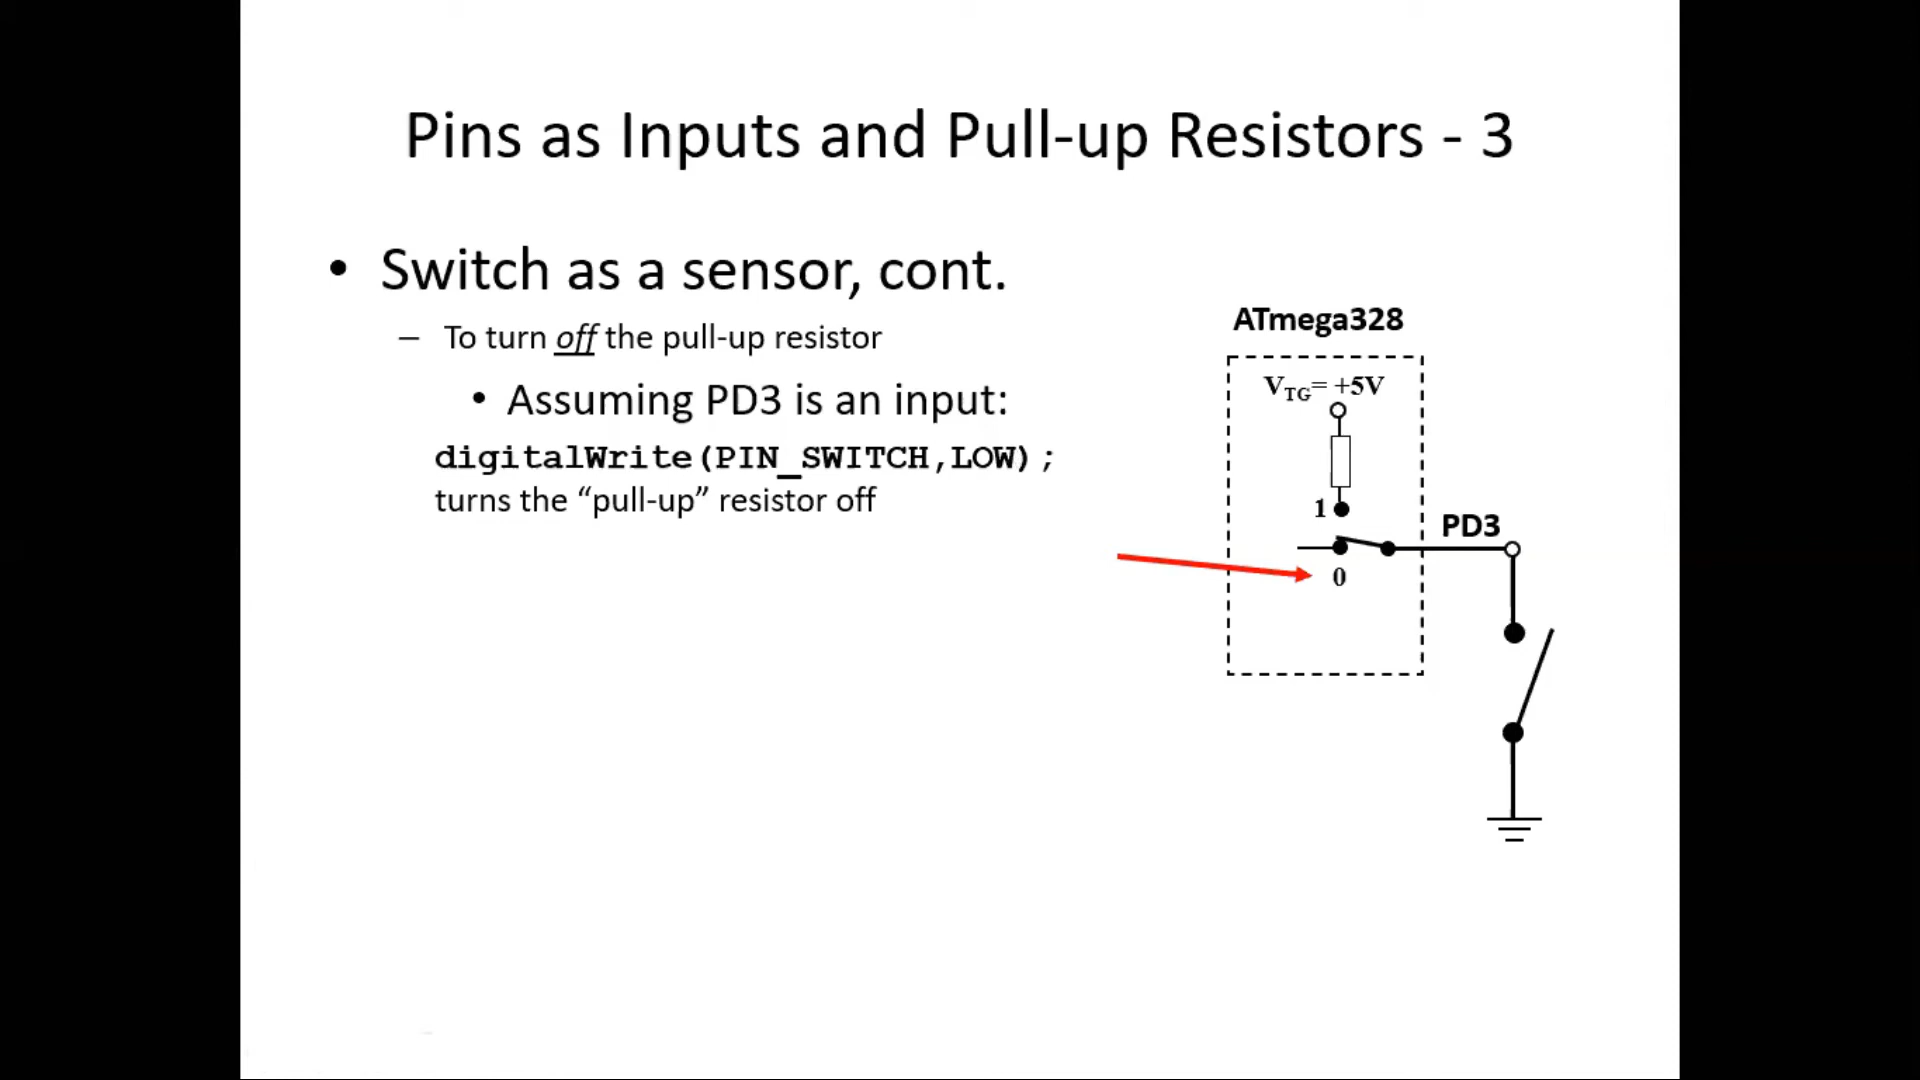 Pins as Inputs and Pull-up Resistors - 3
• Switch as a sensor, cont.
– To turn off the pull-up resistor
• Assuming PD3 is an input:
digitalWrite(PIN_SWITCH,LOW);
turns the “pull-up” resistor off
ATmega328
VTG= +5V
1
PD3
0